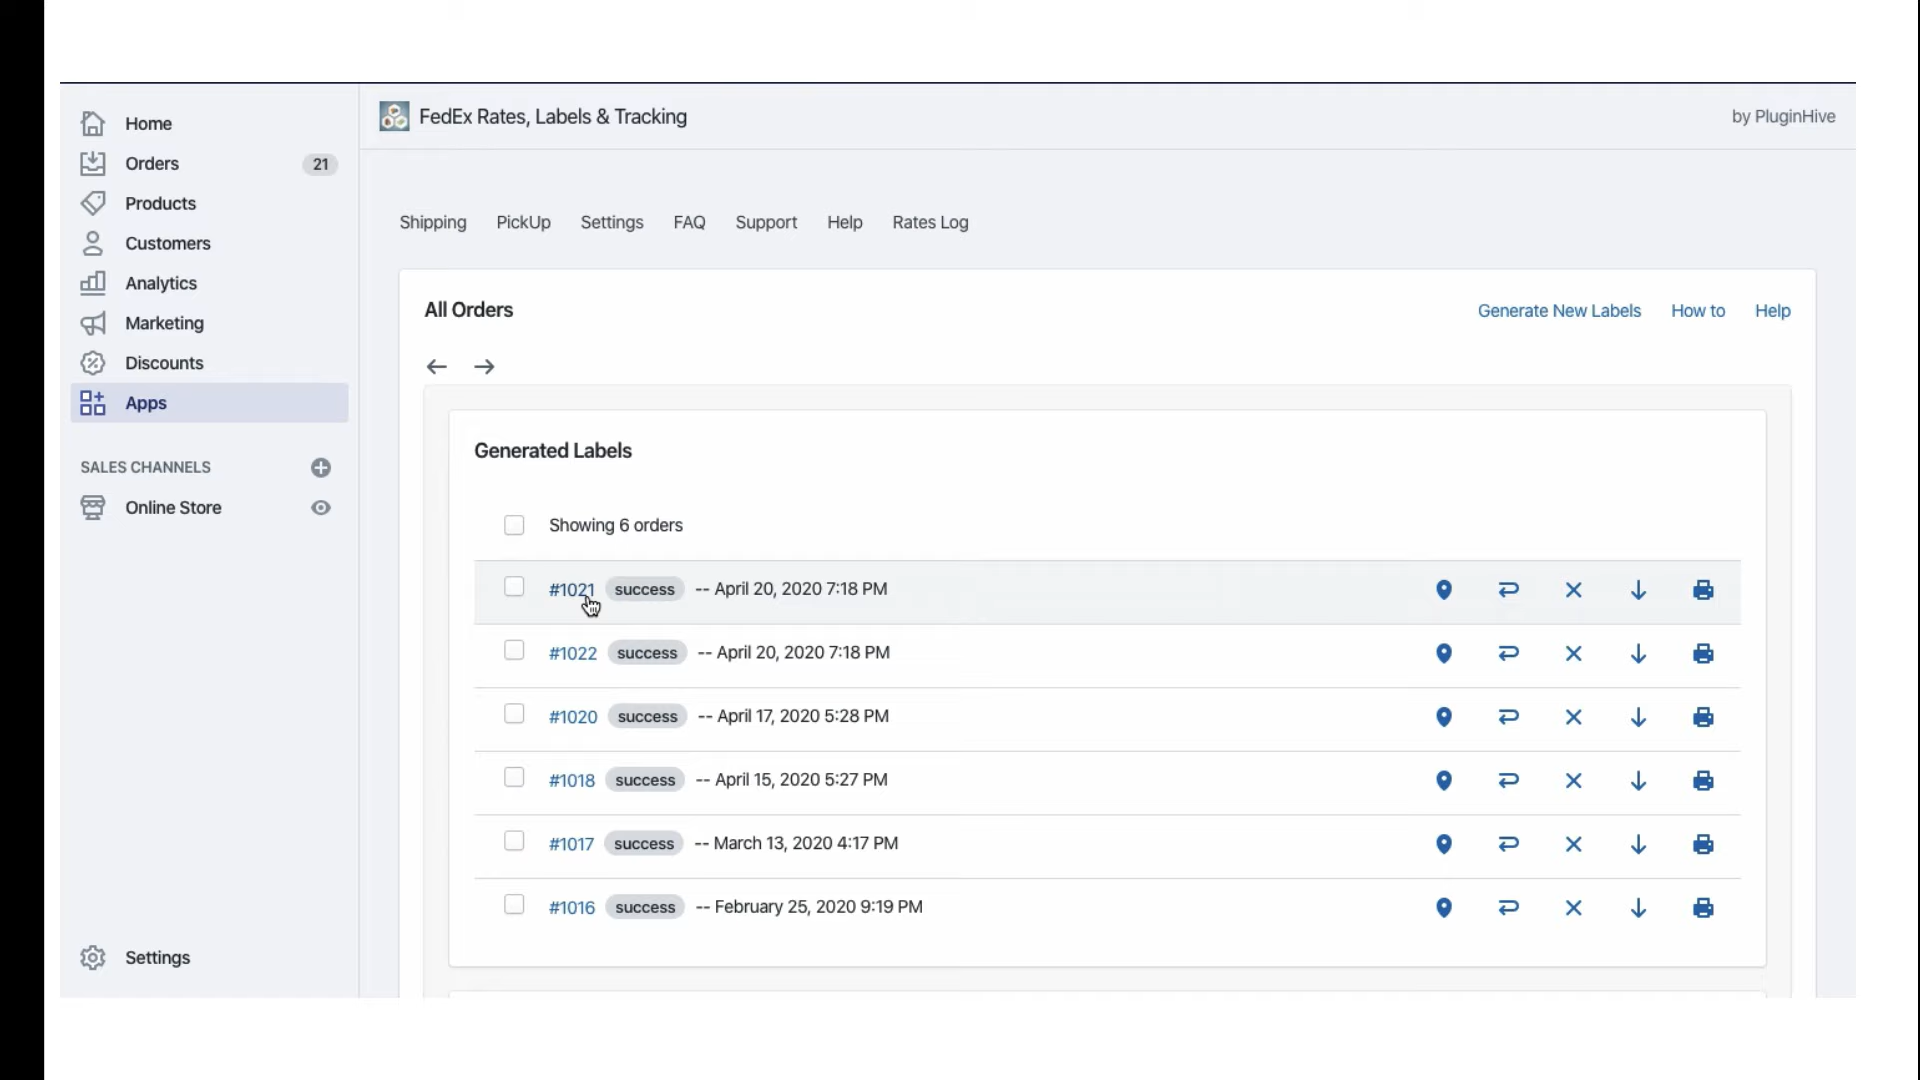 FedEx Rates, Labels & Tracking
by PluginHive
Home
Orders 21
Products
Customers
Analytics
Marketing
Discounts
Apps
SALES CHANNELS
Online Store
Settings
Shipping PickUp Settings FAQ Support Help Rates Log
All Orders
Generate New Labels How to Help
Generated Labels
Showing 6 orders
#1021 success -- April 20, 2020 7:18 PM
#1022 success -- April 20, 2020 7:18 PM
#1020 success -- April 17, 2020 5:28 PM
#1018 success -- April 15, 2020 5:27 PM
#1017 success -- March 13, 2020 4:17 PM
#1016 success -- February 25, 2020 9:19 PM